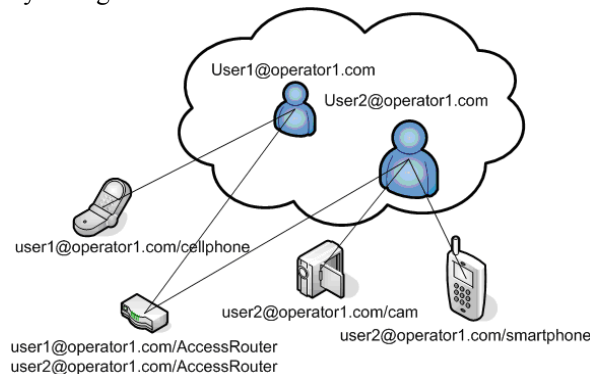 User1@operator1.com
User2@operator1.com
user1@operator1.com/cellphone
user2@operator1.com/cam
user2@operator1.com/smartphone
user1@operator1.com/AccessRouter
user2@operator1.com/AccessRouter